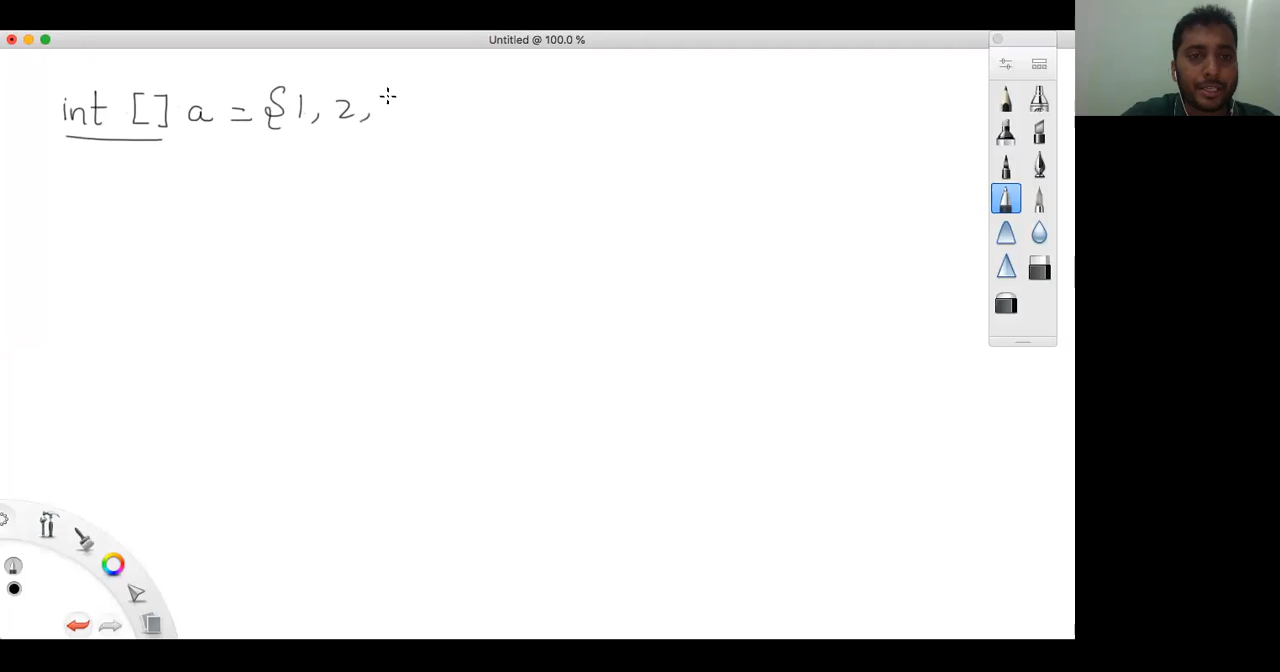 Untitled @ 100.0 %
int [] a = {1, 2,